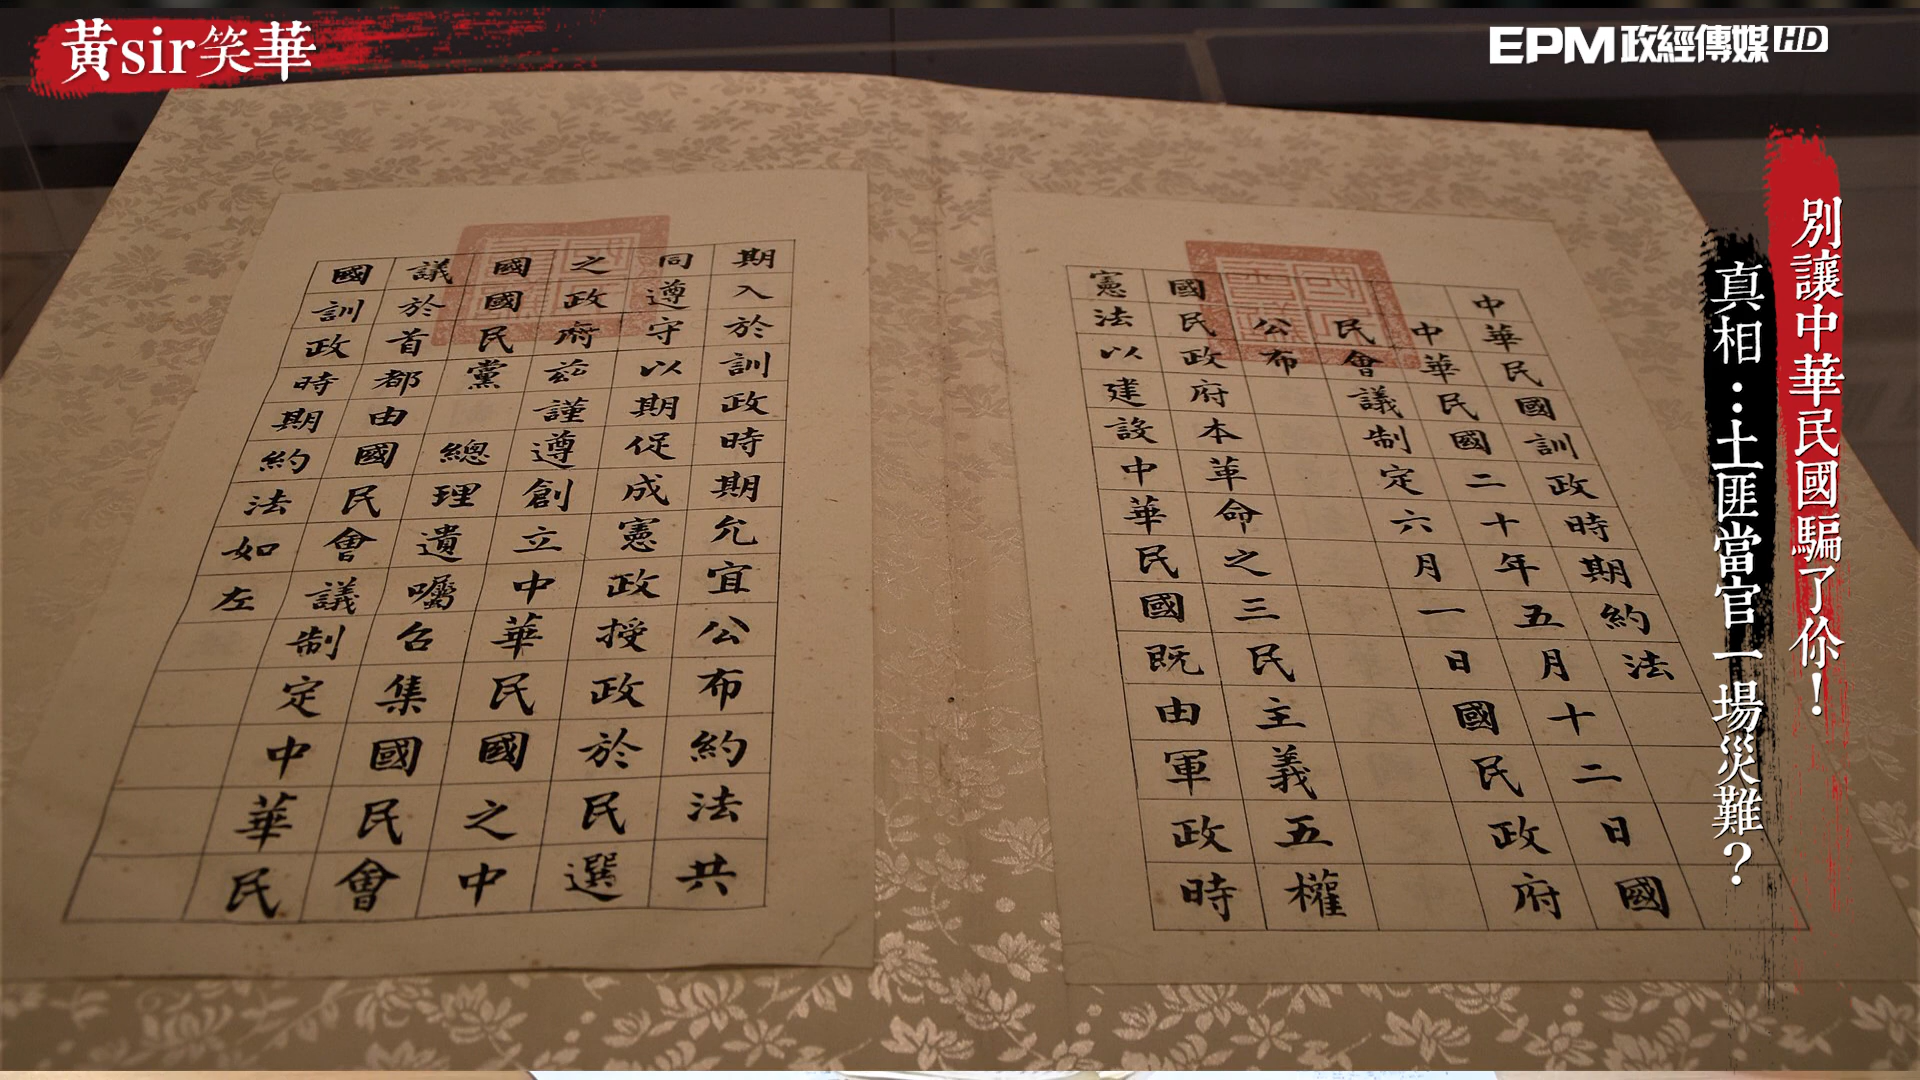 黃sir笑華
EPM政經傳媒HD
別讓中華民國騙了你！
真相：土匪當官一場災難？
中華民國訓政時期約法
中華民國二十年五月十二日國
民會議制定六月一日國民政府
公布
國民政府本革命之三民主義五權
憲法以建設中華民國既由軍政時
期入於訓政時期允宜公布約法共
同遵守以期促成憲政授政於民選
之政府茲謹遵創立中華民國之中
國國民黨 總理遺囑召集國民會
議於首都由國民會議制定中華民
國訓政時期約法如左